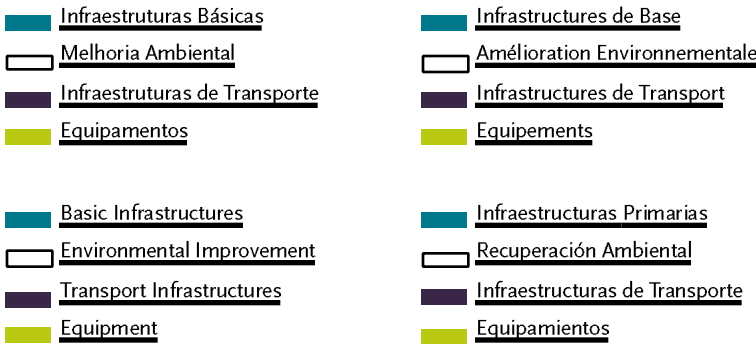 Infraestruturas Básicas
Melhoria Ambiental
Infraestruturas de Transporte
Equipamentos
Infrastructures de Base
Amélioration Environnementale
Infrastructures de Transport
Equipements
Basic Infrastructures
Environmental Improvement
Transport Infrastructures
Equipment
Infraestructuras Primarias
Recuperación Ambiental
Infraestructuras de Transporte
Equipamientos